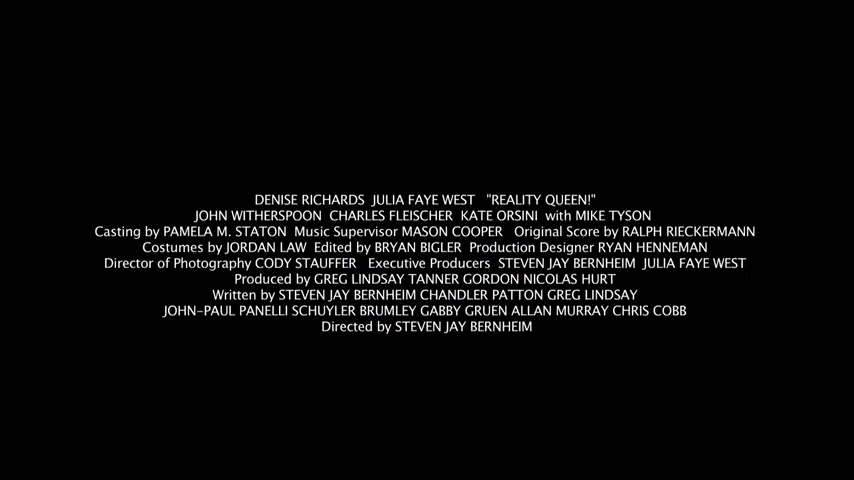 DENISE RICHARDS JULIA FAYE WEST "REALITY QUEEN!"
JOHN WITHERSPOON CHARLES FLEISCHER KATE ORSINI with MIKE TYSON
Casting by PAMELA M. STATON Music Supervisor MASON COOPER Original Score by RALPH RIECKERMANN
Costumes by JORDAN LAW Edited by BRYAN BIGLER Production Designer RYAN HENNEMAN
Director of Photography CODY STAUFFER Executive Producers STEVEN JAY BERNHEIM JULIA FAYE WEST
Produced by GREG LINDSAY TANNER GORDON NICOLAS HURT
Written by STEVEN JAY BERNHEIM CHANDLER PATTON GREG LINDSAY
JOHN-PAUL PANELLI SCHUYLER BRUMLEY GABBY GRUEN ALLAN MURRAY CHRIS COBB
Directed by STEVEN JAY BERNHEIM